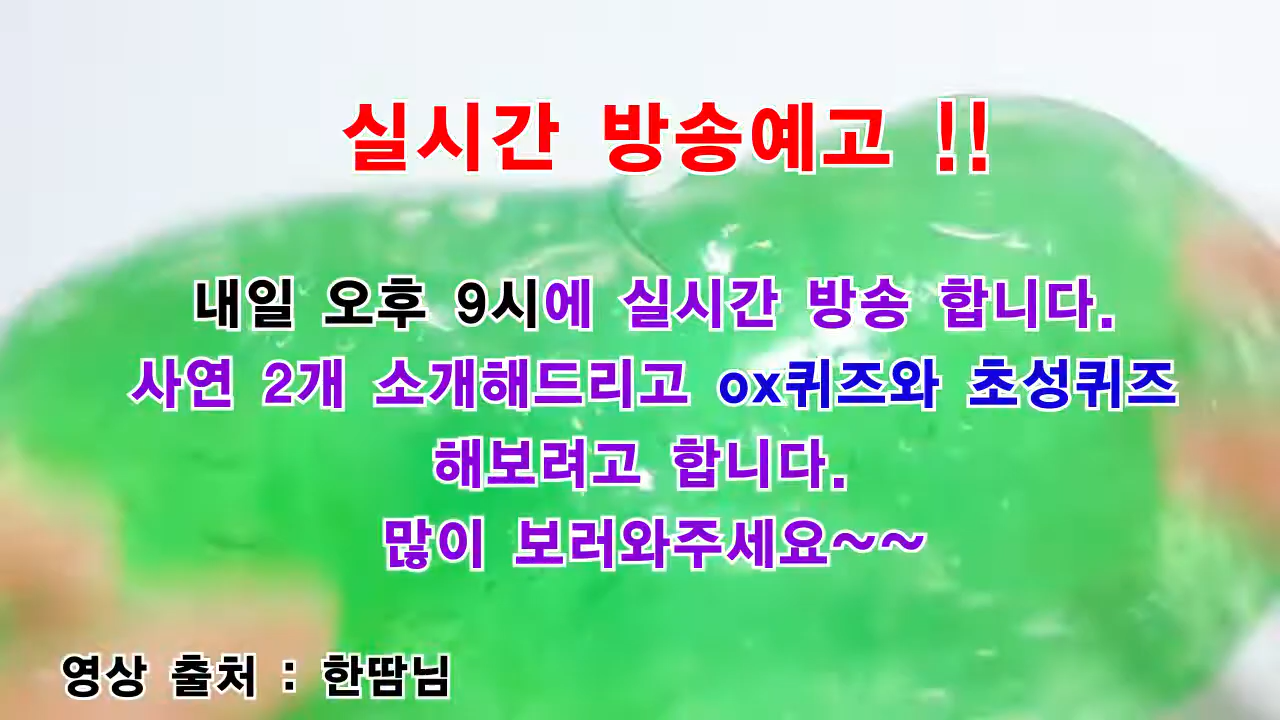 실시간 방송예고 !!
내일 오후 9시에 실시간 방송 합니다.
사연 2개 소개해드리고 ox퀴즈와 초성퀴즈
해보려고 합니다.
많이 보러와주세요~~
영상 출처 : 한땀님